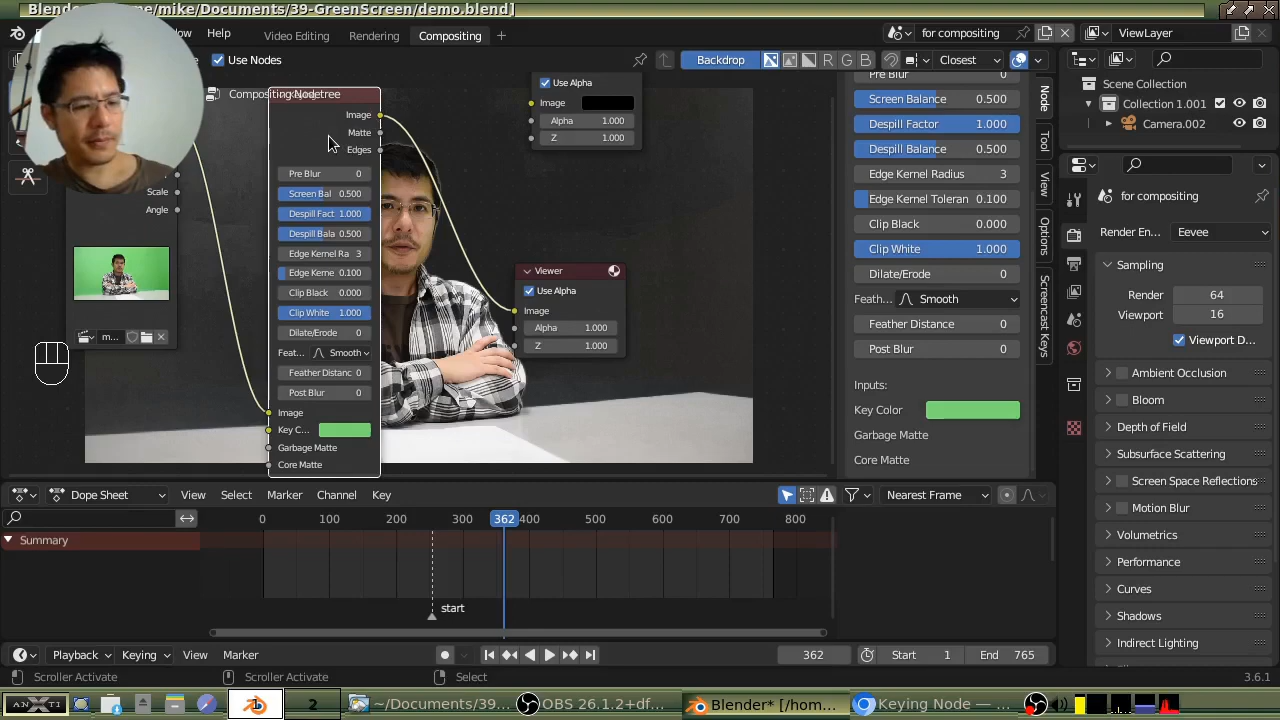 /home/mike/Documents/39-GreenScreen/demo.blend]
Help
Video Editing
Rendering
Compositing
for compositing
ViewLayer
Use Nodes
Backdrop
R
G
B
Closest
Compositing Nodetree
Image
Matte
Edges
Pre Blur 0
Screen Bal 0.500
Despill Fact 1.000
Despill Bala 0.500
Edge Kernel Ra 3
Edge Kerne 0.100
Clip Black 0.000
Clip White 1.000
Dilate/Erode 0
Feat... Smooth
Feather Distanc 0
Post Blur 0
Image
Key C...
Garbage Matte
Core Matte
Scale
Angle
m...
Use Alpha
Image
Alpha 1.000
Z 1.000
Viewer
Use Alpha
Image
Alpha 1.000
Z 1.000
Pre Blur 0
Screen Balance 0.500
Despill Factor 1.000
Despill Balance 0.500
Edge Kernel Radius 3
Edge Kernel Toleran 0.100
Clip Black 0.000
Clip White 1.000
Dilate/Erode 0
Feath... Smooth
Feather Distance 0
Post Blur 0
Inputs:
Key Color
Garbage Matte
Core Matte
Node
Tool
View
Options
Screencast Keys
Scene Collection
Collection 1.001
Camera.002
for compositing
Render En... Eevee
Sampling
Render 64
Viewport 16
Viewport D...
Ambient Occlusion
Bloom
Depth of Field
Subsurface Scattering
Screen Space Reflections
Motion Blur
Volumetrics
Performance
Curves
Shadows
Indirect Lighting
Dope Sheet
View
Select
Marker
Channel
Key
Nearest Frame
0 100 200 300 362 400 500 600 700 800
Summary
start
Playback
Keying
View
Marker
362
Start 1
End 765
Scroller Activate
Scroller Activate
Select
3.6.1
ANTI
2
~/Documents/39...
OBS 26.1.2+df...
Blender* [/hom...
Keying Node — ...